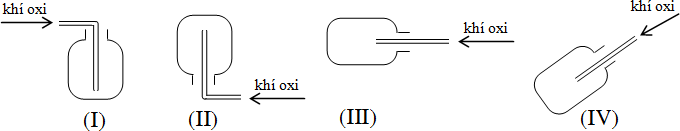 khí oxi
(I)
khí oxi
(II)
khí oxi
(III)
khí oxi
(IV)